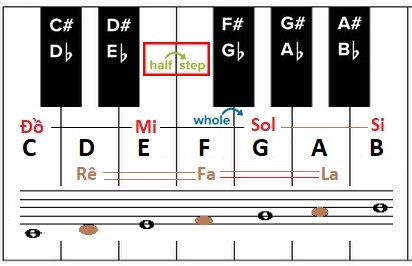 C# D# F# G# A#
D♭ E♭ G♭ A♭ B♭
half step
whole
Đồ Mi Sol Si
C D E F G A B
Rê Fa La